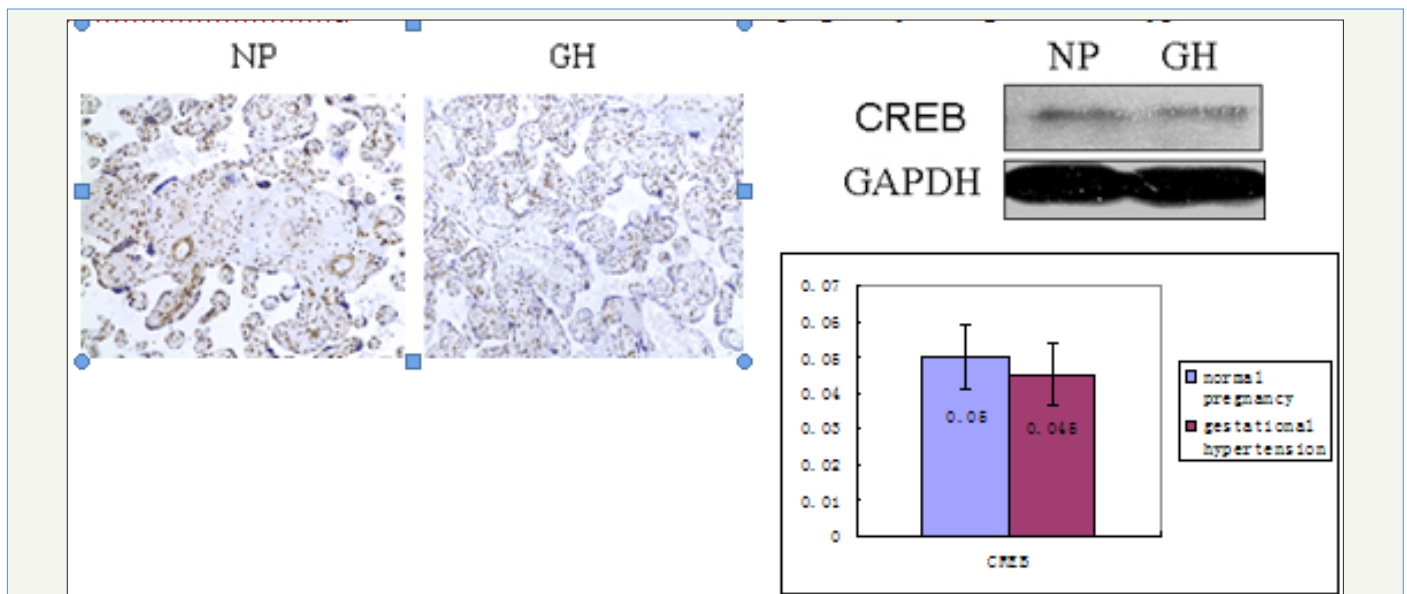 NP
GH
NP GH
CREB
GAPDH
0.07
0.06
0.05
0.04
0.03
0.02
0.01
0
0.05
0.045
CREB
normal
pregnancy
gestational
hypertension